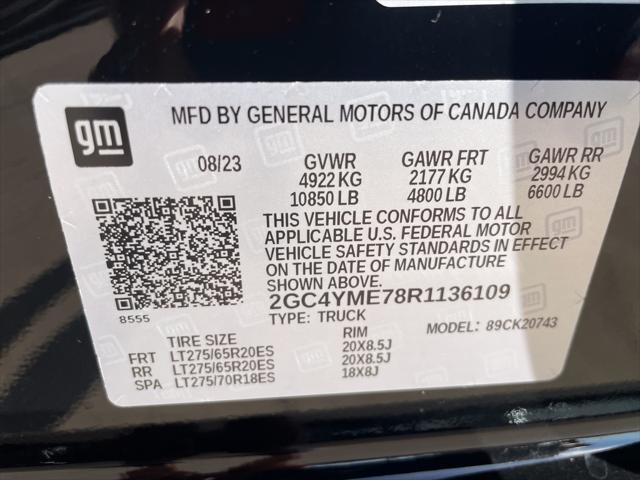 gm
MFD BY GENERAL MOTORS OF CANADA COMPANY
08/23 GVWR GAWR FRT GAWR RR
4922 KG 2177 KG 2994 KG
10850 LB 4800 LB 6600 LB
THIS VEHICLE CONFORMS TO ALL
APPLICABLE U.S. FEDERAL MOTOR
VEHICLE SAFETY STANDARDS IN EFFECT
ON THE DATE OF MANUFACTURE
SHOWN ABOVE.
2GC4YME78R1136109
8555
TYPE: TRUCK MODEL: 89CK20743
TIRE SIZE RIM
FRT LT275/65R20ES 20X8.5J
RR LT275/65R20ES 20X8.5J
SPA LT275/70R18ES 18X8J